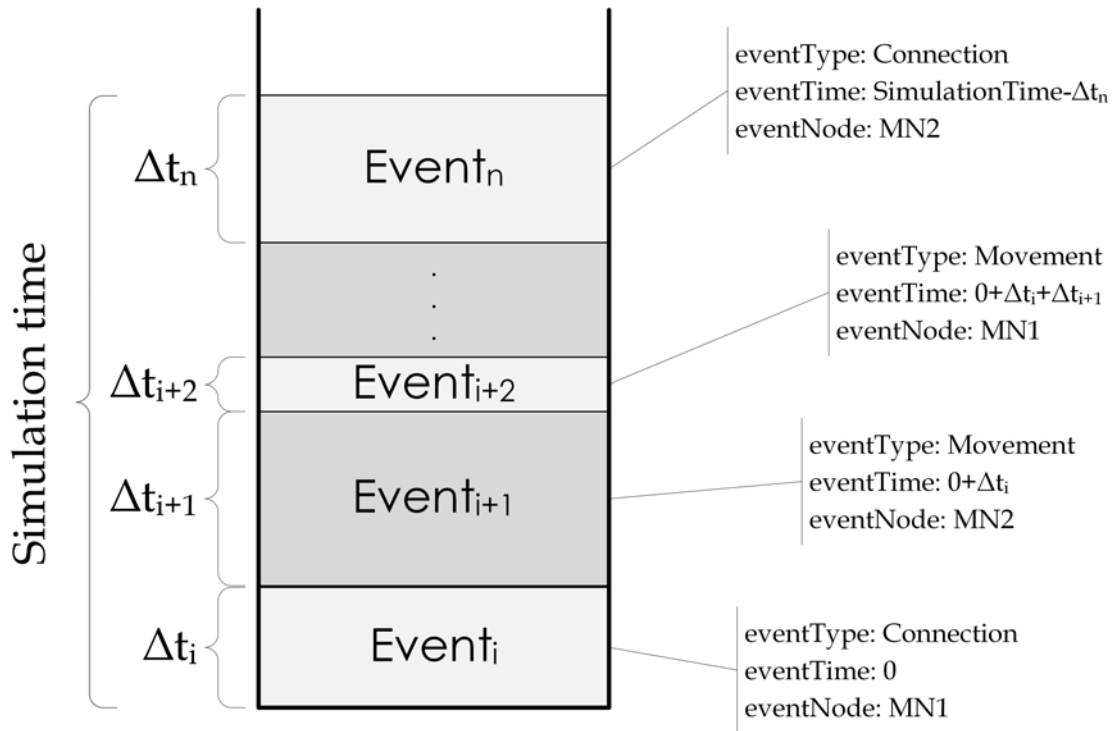 eventType: Connection
eventTime: SimulationTime-Δtₙ
eventNode: MN2
Δtₙ
Eventₙ
eventType: Movement
eventTime: 0+Δtᵢ+Δtᵢ₊₁
eventNode: MN1
.
.
.
Simulation time
Δtᵢ₊₂
Eventᵢ₊₂
eventType: Movement
eventTime: 0+Δtᵢ
eventNode: MN2
Δtᵢ₊₁
Eventᵢ₊₁
eventType: Connection
eventTime: 0
eventNode: MN1
Δtᵢ
Eventᵢ